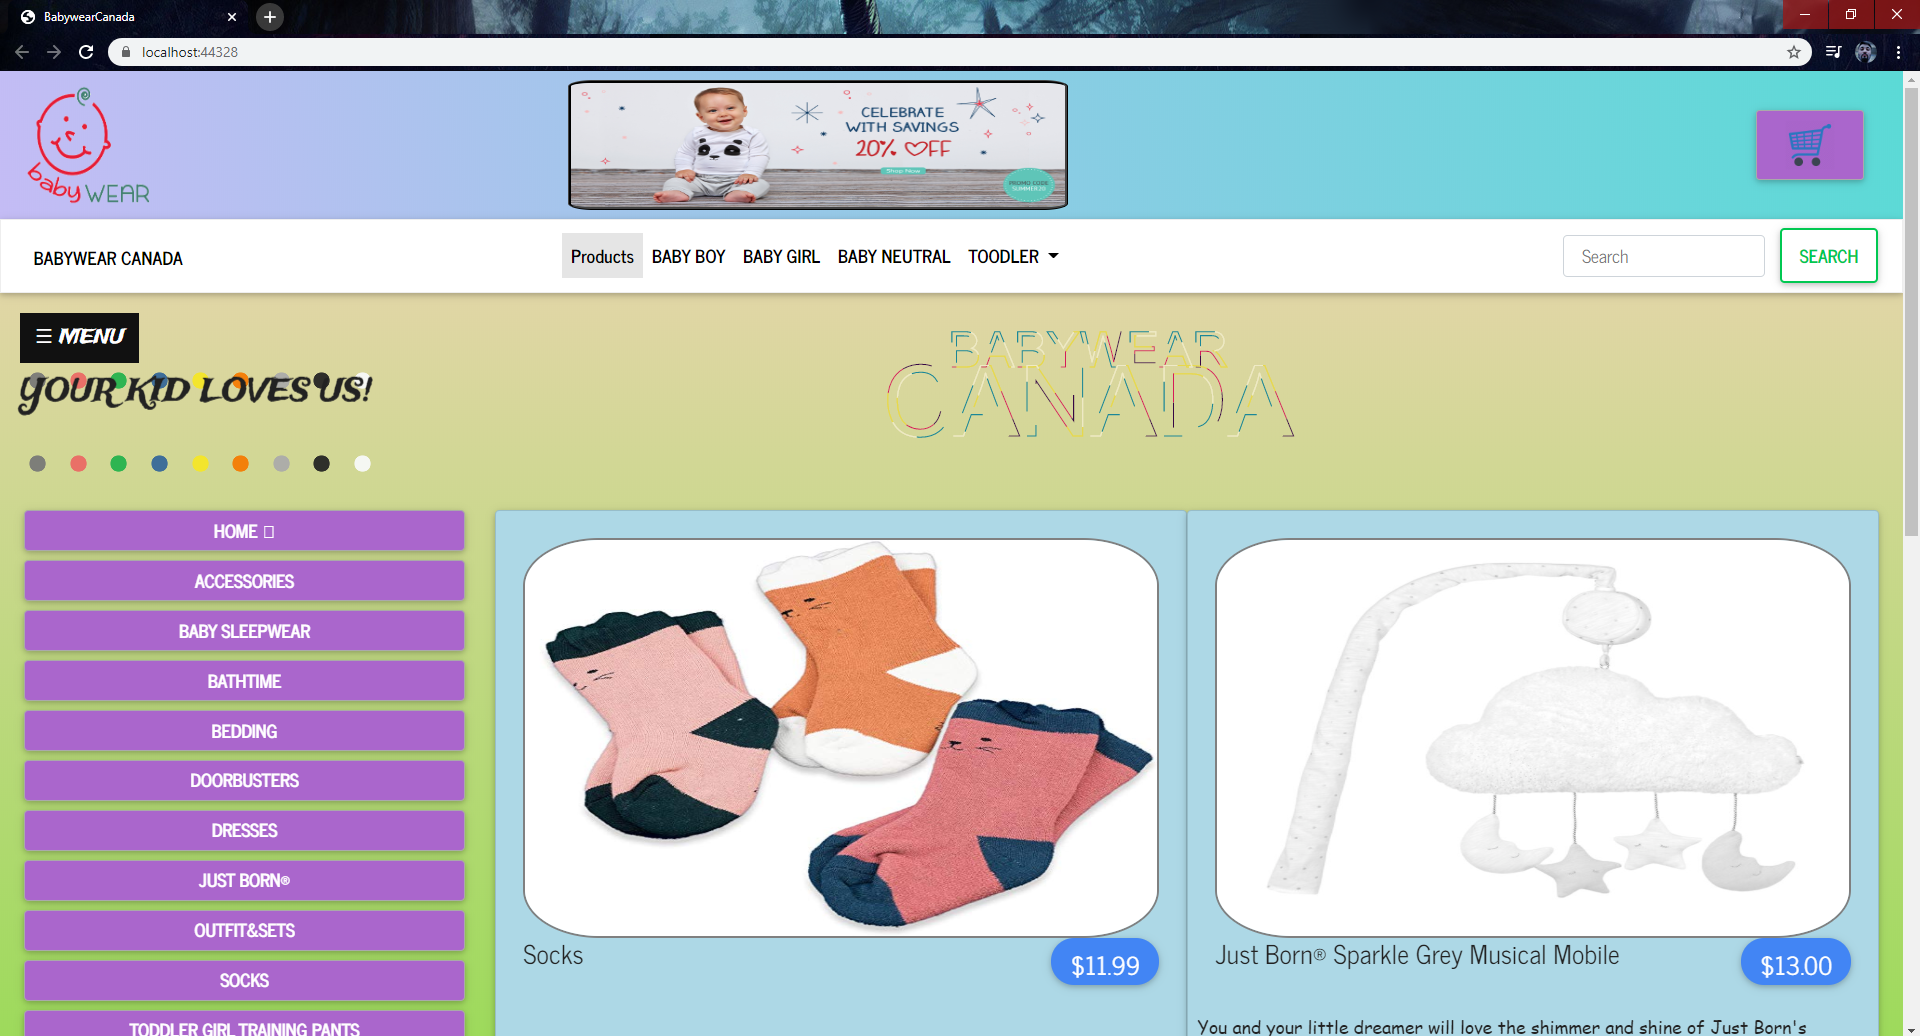 BabywearCanada
localhost:44328
baby WEAR
CELEBRATE
WITH SAVINGS
20% OFF
Shop Now
PROMO CODE
SUMMER20
BABYWEAR CANADA
Products BABY BOY BABY GIRL BABY NEUTRAL TOODLER
Search
SEARCH
☰ MENU
YOUR KID LOVES US!
BABYWEAR
CANADA
HOME
ACCESSORIES
BABY SLEEPWEAR
BATHTIME
BEDDING
DOORBUSTERS
DRESSES
JUST BORN®
OUTFIT&SETS
SOCKS
TODDLER GIRL TRAINING PANTS
Socks
$11.99
Just Born® Sparkle Grey Musical Mobile
$13.00
You and your little dreamer will love the shimmer and shine of Just Born's